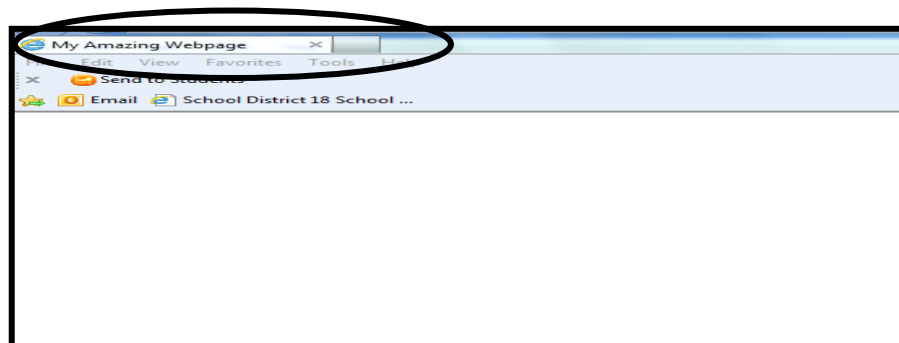 My Amazing Webpage
Edit View Favorites Tools
Send to Students
Email School District 18 School ...